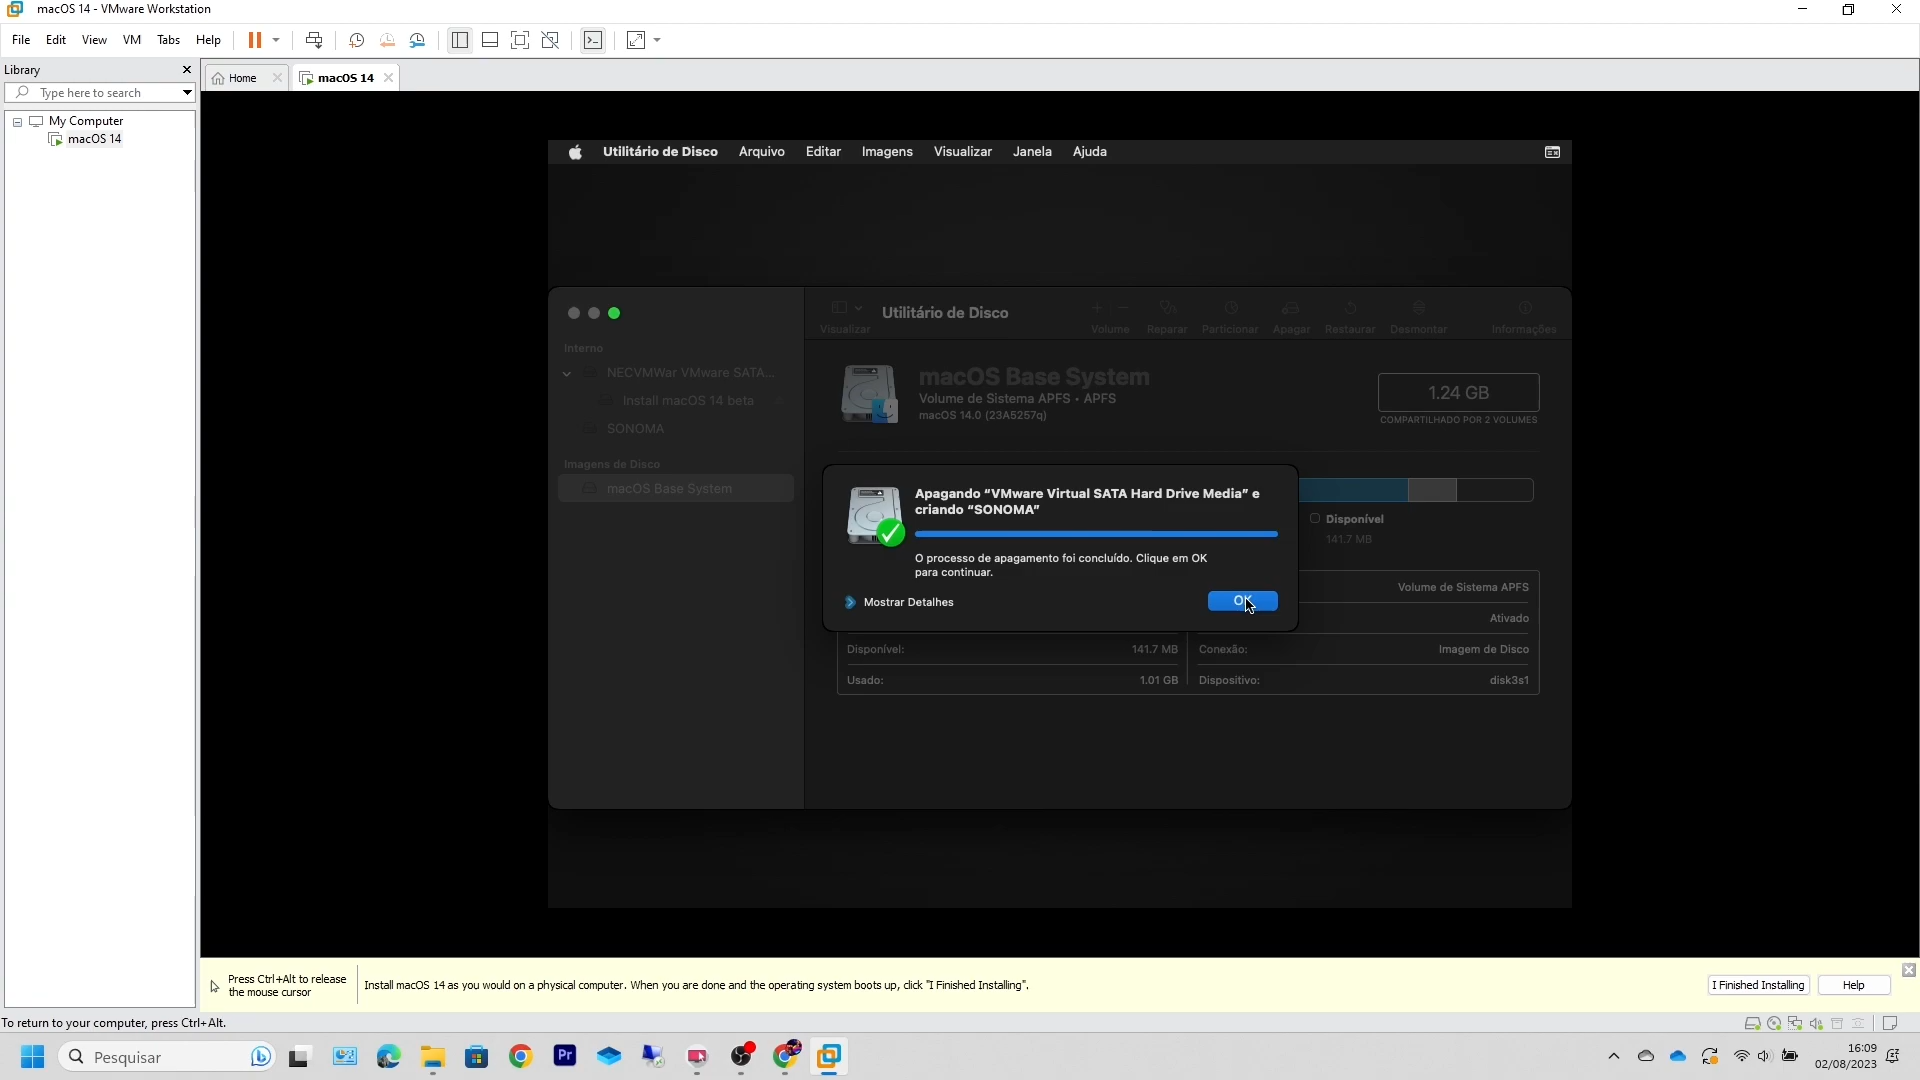 macOS 14 - VMware Workstation
File Edit View VM Tabs Help
Library
Home
macOS 14
Type here to search
My Computer
macOS 14
Utilitário de Disco Arquivo Editar Imagens Visualizar Janela Ajuda
Utilitário de Disco
Visualizar
Volume Reparar Particionar Apagar Restaurar Desmontar Informações
Interno
NECVMWar VMware SATA...
Install macOS 14 beta
SONOMA
Imagens de Disco
macOS Base System
macOS Base System
Volume de Sistema APFS • APFS
macOS 14.0 (23A5257q)
1.24 GB
COMPARTILHADO POR 2 VOLUMES
Disponível
141.7 MB
Apagando “VMware Virtual SATA Hard Drive Media” e
criando “SONOMA”
O processo de apagamento foi concluído. Clique em OK
para continuar.
Mostrar Detalhes
OK
Volume de Sistema APFS
Ativado
Disponível: 141.7 MB
Conexão: Imagem de Disco
Usado: 1.01 GB
Dispositivo: disk3s1
Press Ctrl+Alt to release
the mouse cursor
Install macOS 14 as you would on a physical computer. When you are done and the operating system boots up, click "I Finished Installing".
I Finished Installing
Help
To return to your computer, press Ctrl+Alt.
Pesquisar
Pr
16:09
02/08/2023